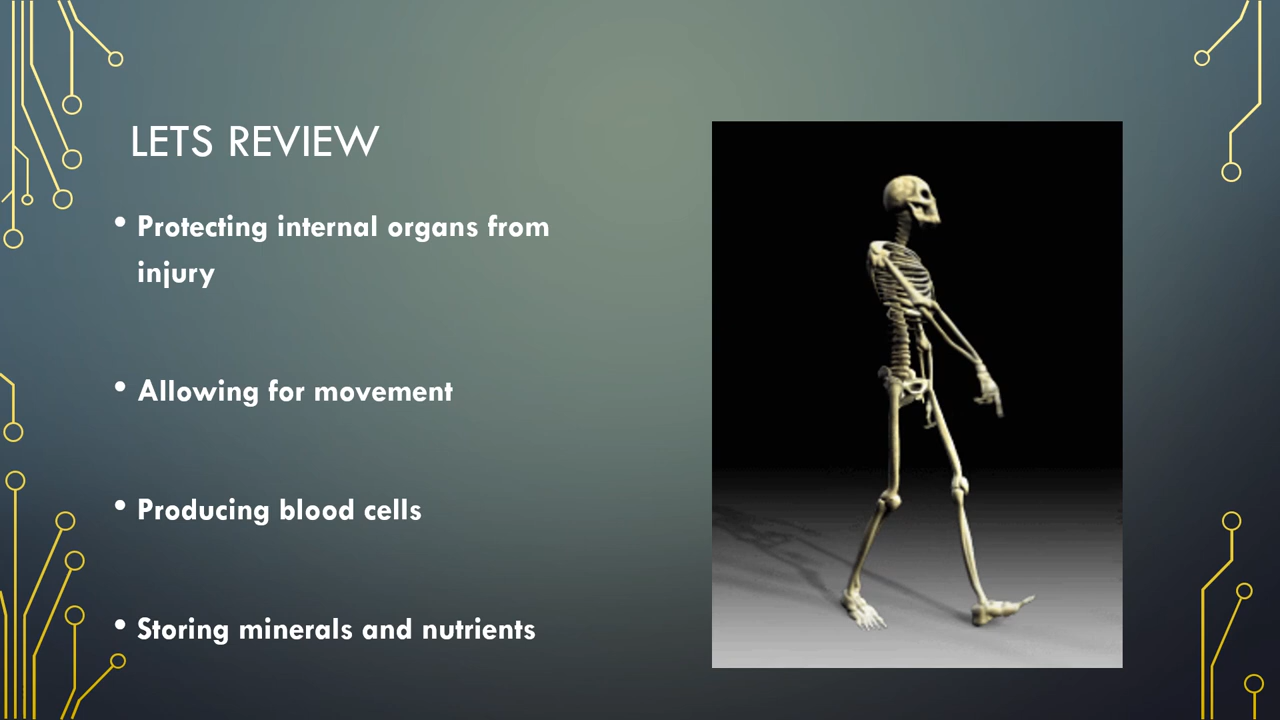 LETS REVIEW
• Protecting internal organs from
injury
• Allowing for movement
• Producing blood cells
• Storing minerals and nutrients